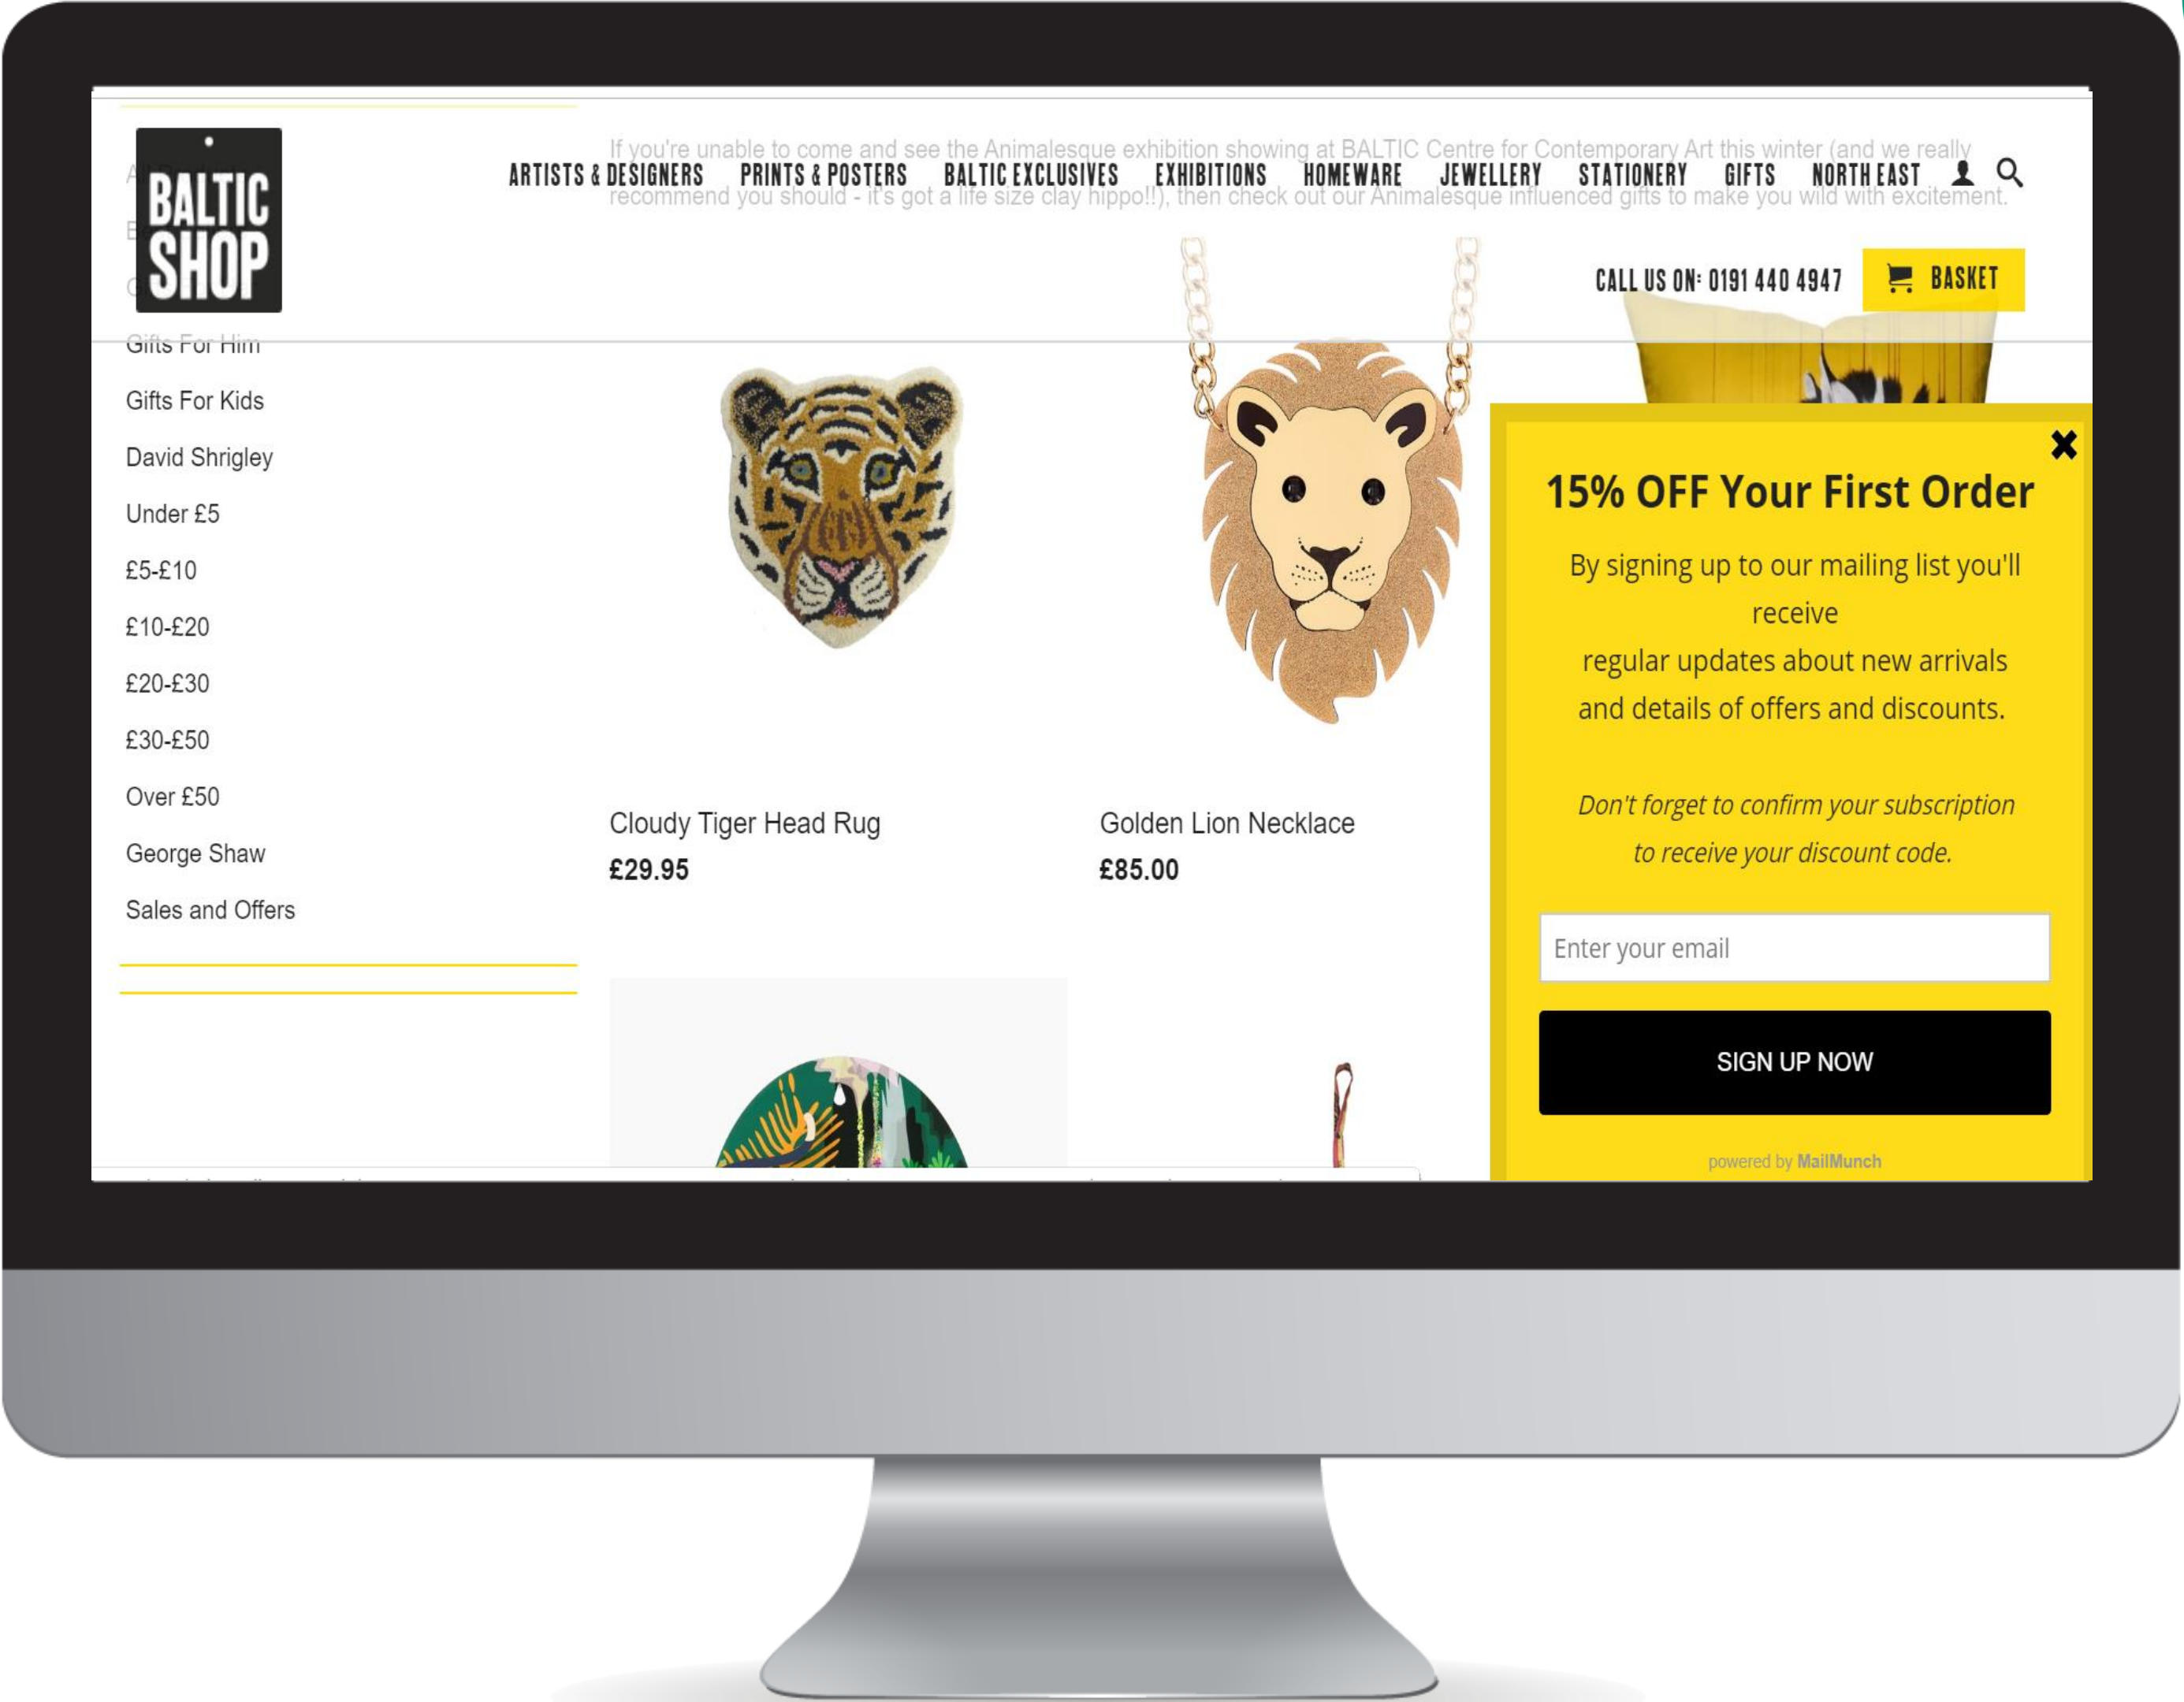 BALTIC
SHOP
If you're unable to come and see the Animalesque exhibition showing at BALTIC Centre for Contemporary Art this winter (and we really
ARTISTS & DESIGNERS PRINTS & POSTERS BALTIC EXCLUSIVES EXHIBITIONS HOMEWARE JEWELLERY STATIONERY GIFTS NORTH EAST
recommend you should - it's got a life size clay hippo!!), then check out our Animalesque influenced gifts to make you wild with excitement.
CALL US ON: 0191 440 4947 BASKET
Gifts For Him
Gifts For Kids
David Shrigley
Under £5
£5-£10
£10-£20
£20-£30
£30-£50
Over £50
George Shaw
Sales and Offers
Cloudy Tiger Head Rug
£29.95
Golden Lion Necklace
£85.00
15% OFF Your First Order
By signing up to our mailing list you'll
receive
regular updates about new arrivals
and details of offers and discounts.
Don't forget to confirm your subscription
to receive your discount code.
Enter your email
SIGN UP NOW
powered by MailMunch